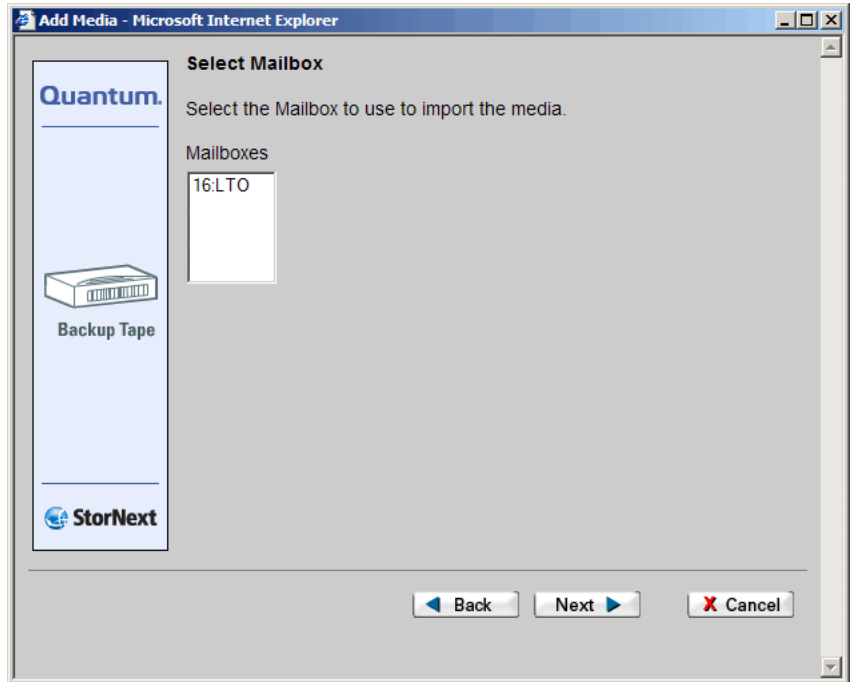 Add Media - Microsoft Internet Explorer
Select Mailbox
Quantum.
Select the Mailbox to use to import the media.
Mailboxes
16:LTO
Backup Tape
StorNext
Back
Next
X Cancel